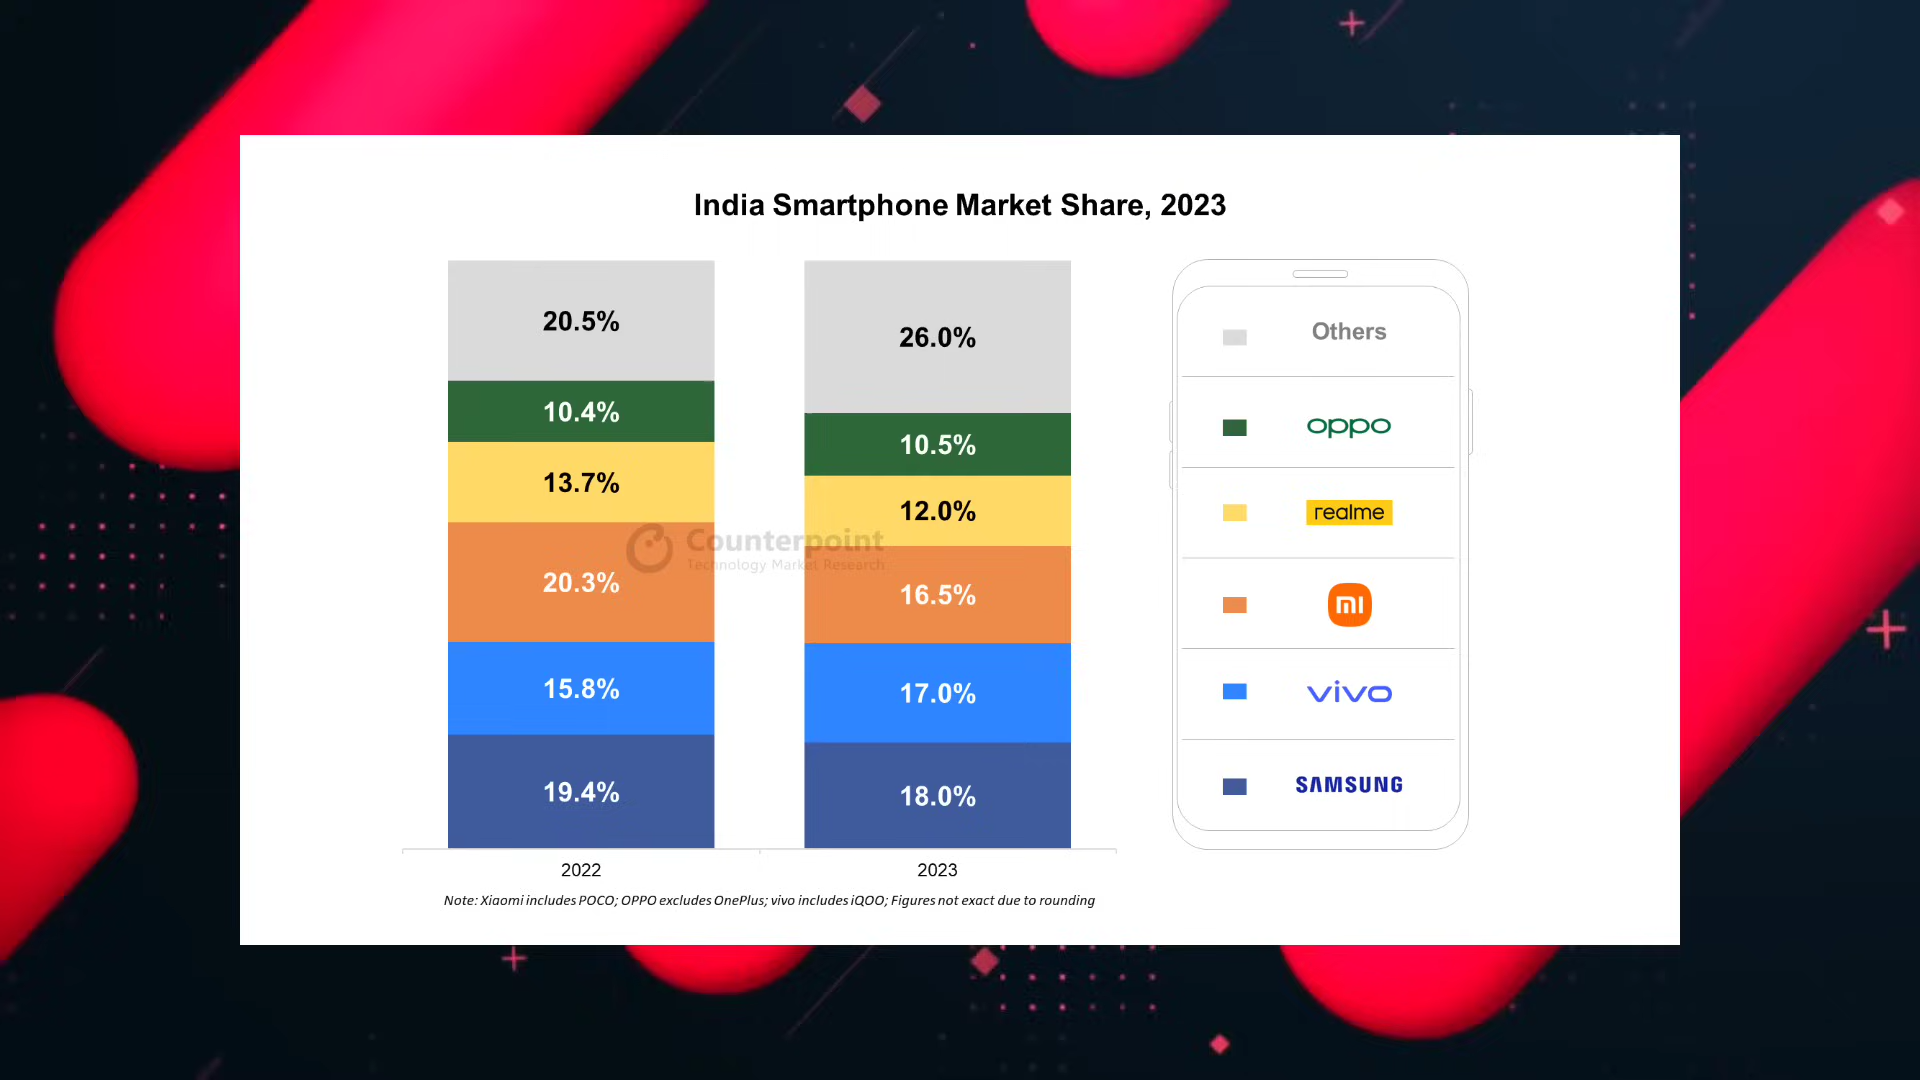 India Smartphone Market Share, 2023
20.5%
10.4%
13.7%
20.3%
15.8%
19.4%
2022
26.0%
10.5%
12.0%
16.5%
17.0%
18.0%
2023
Counterpoint
Technology Market Research
Others
oppo
realme
mi
vivo
SAMSUNG
Note: Xiaomi includes POCO; OPPO excludes OnePlus; vivo includes iQOO; Figures not exact due to rounding